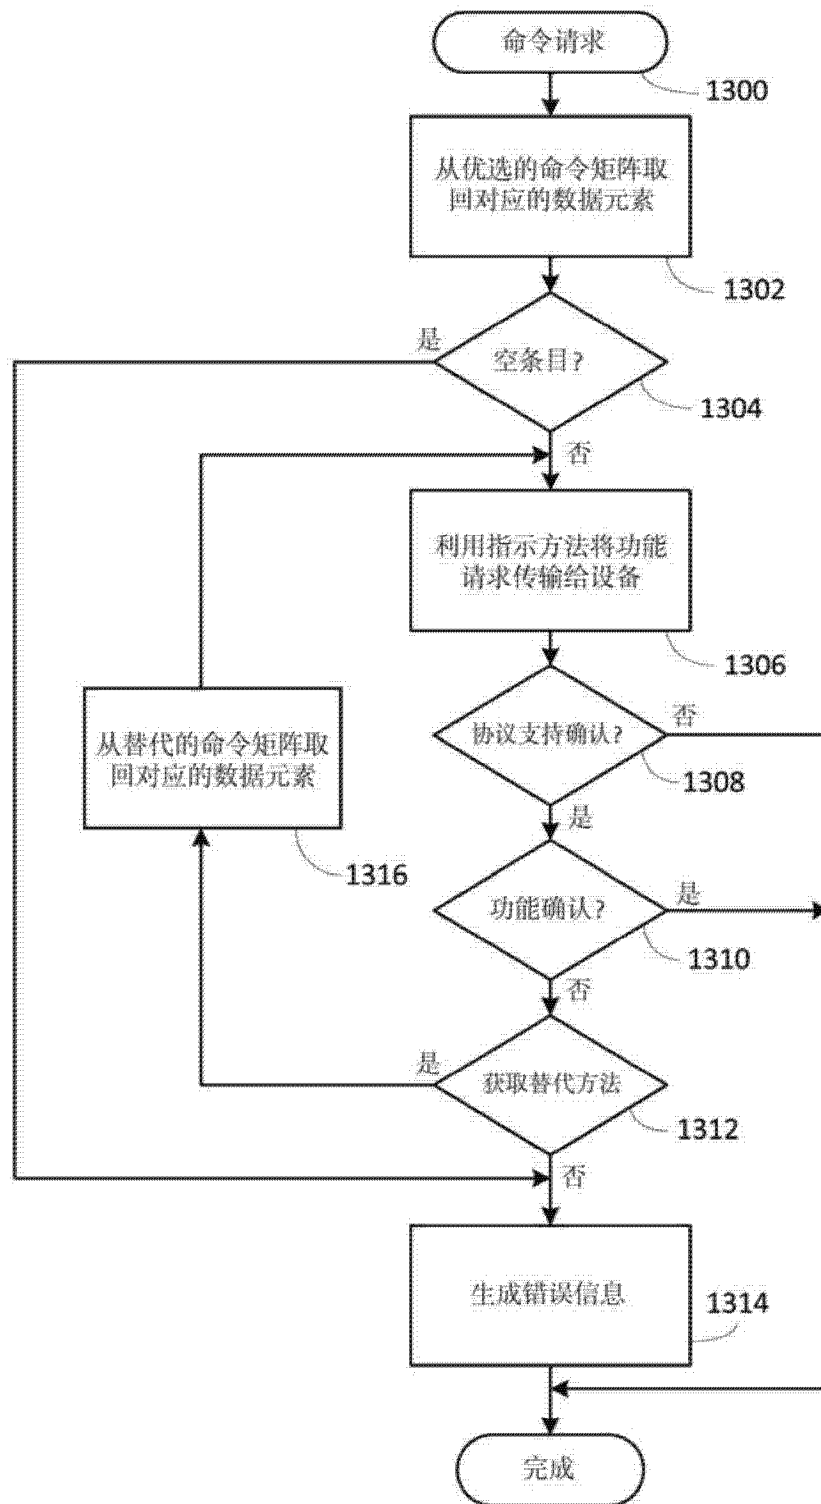 命令请求
1300
从优选的命令矩阵取
回对应的数据元素
1302
是
空条目?
1304
否
利用指示方法将功能
请求传输给设备
1306
协议支持确认?
否
1308
从替代的命令矩阵取
回对应的数据元素
1316
是
功能确认?
是
1310
否
是
获取替代方法
1312
否
生成错误信息
1314
完成